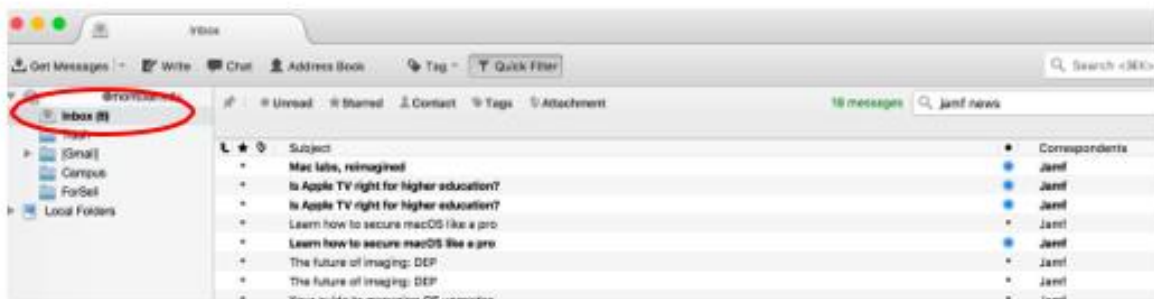 Inbox
Get Messages Write Chat Address Book Tag Quick Filter Search <⌘K>
Unread Starred Contact Tags Attachment 18 messages jamf news
Inbox
Trash
[Gmail]
Campus
ForSell
Local Folders
Subject Correspondents
Mac labs, reimagined Jamf
Is Apple TV right for higher education? Jamf
Is Apple TV right for higher education? Jamf
Learn how to secure macOS like a pro Jamf
Learn how to secure macOS like a pro Jamf
The future of imaging: DEP Jamf
The future of imaging: DEP Jamf